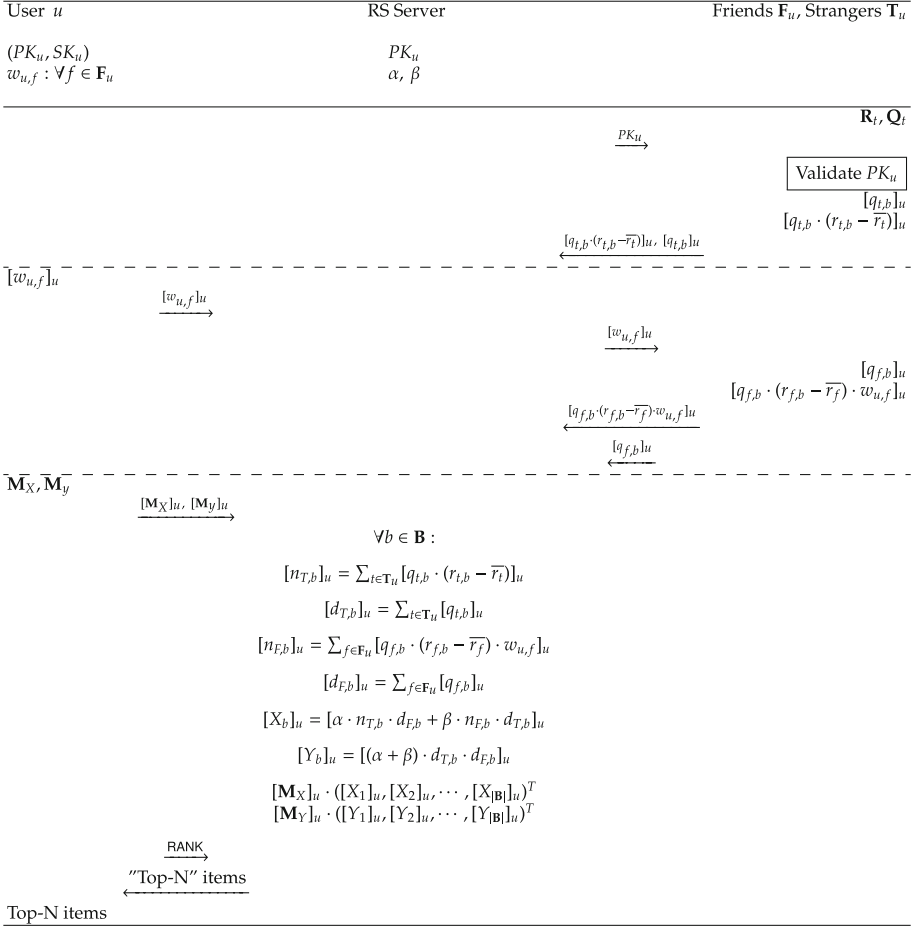 User u RS Server Friends F_u, Strangers T_u
(PK_u, SK_u) PK_u
w_{u,f} : ∀f ∈ F_u α, β
R_t, Q_t
PK_u
Validate PK_u
[q_{t,b}]_u
[q_{t,b} · (r_{t,b} − \overline{r_t})]_u
[q_{t,b}·(r_{t,b}−\overline{r_t})]_u, [q_{t,b}]_u
[w_{u,f}]_u
[w_{u,f}]_u
[w_{u,f}]_u
[q_{f,b}]_u
[q_{f,b} · (r_{f,b} − \overline{r_f}) · w_{u,f}]_u
[q_{f,b}·(r_{f,b}−\overline{r_f})·w_{u,f}]_u
[q_{f,b}]_u
M_X, M_y
[M_X]_u, [M_y]_u
∀b ∈ B :
[n_{T,b}]_u = ∑_{t∈T_u} [q_{t,b} · (r_{t,b} − \overline{r_t})]_u
[d_{T,b}]_u = ∑_{t∈T_u} [q_{t,b}]_u
[n_{F,b}]_u = ∑_{f∈F_u} [q_{f,b} · (r_{f,b} − \overline{r_f}) · w_{u,f}]_u
[d_{F,b}]_u = ∑_{f∈F_u} [q_{f,b}]_u
[X_b]_u = [α · n_{T,b} · d_{F,b} + β · n_{F,b} · d_{T,b}]_u
[Y_b]_u = [(α + β) · d_{T,b} · d_{F,b}]_u
[M_X]_u · ([X_1]_u, [X_2]_u, ⋯ , [X_{|B|}]_u)^T
[M_Y]_u · ([Y_1]_u, [Y_2]_u, ⋯ , [Y_{|B|}]_u)^T
RANK
”Top-N” items
Top-N items